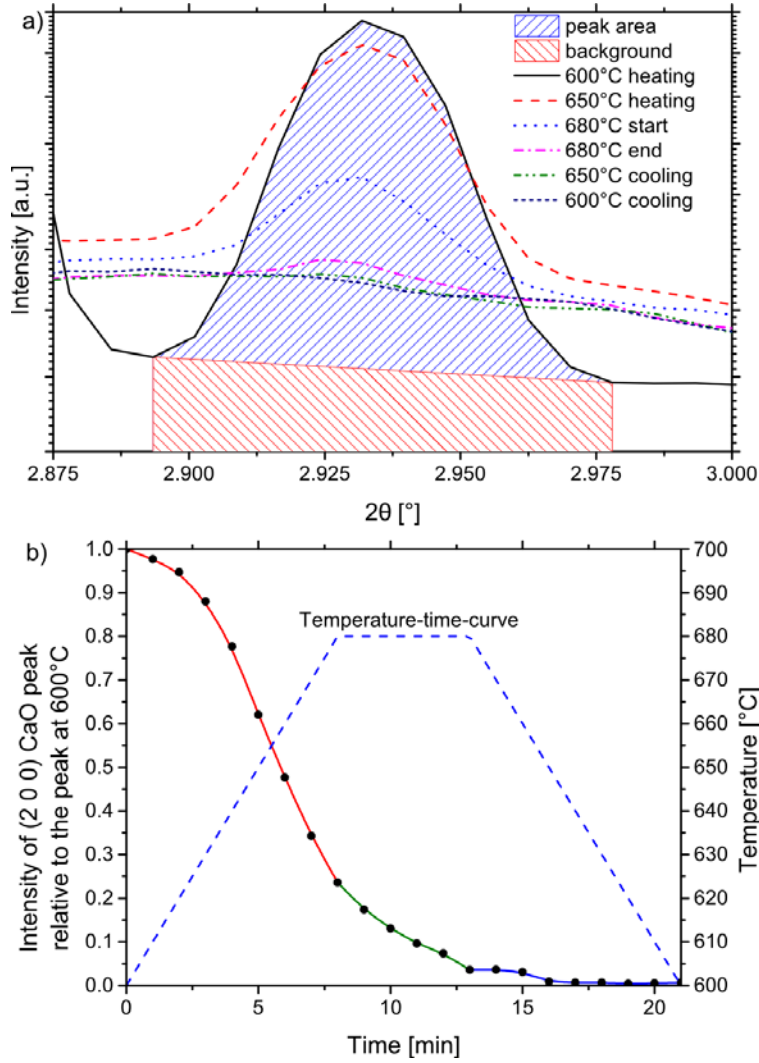 a)
peak area
background
600°C heating
650°C heating
680°C start
680°C end
650°C cooling
600°C cooling
Intensity [a.u.]
2.875 2.900 2.925 2.950 2.975 3.000
2θ [°]
b)
Temperature-time-curve
1.0
0.9
0.8
0.7
0.6
0.5
0.4
0.3
0.2
0.1
0.0
Intensity of (2 0 0) CaO peak
relative to the peak at 600°C
700
690
680
670
660
650
640
630
620
610
600
Temperature [°C]
0 5 10 15 20
Time [min]